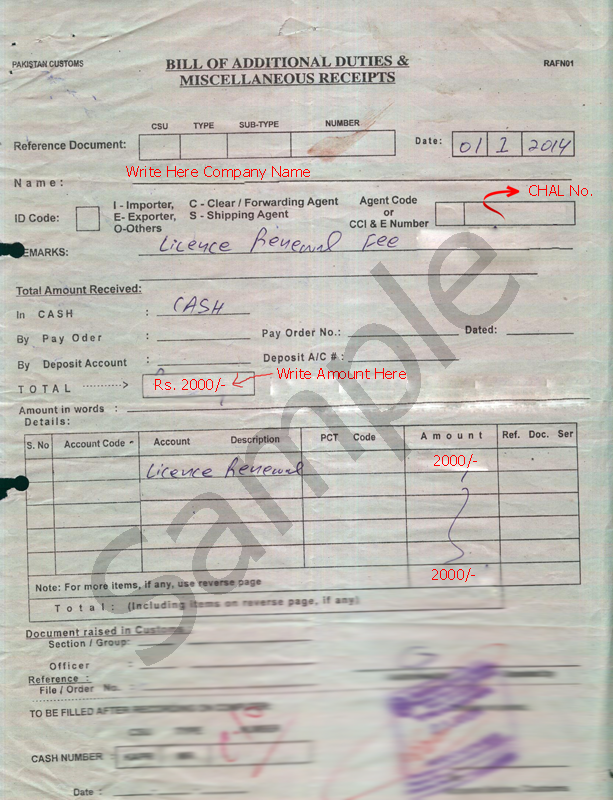 PAKISTAN CUSTOMS
BILL OF ADDITIONAL DUTIES &
MISCELLANEOUS RECEIPTS
RAFN01
CSU TYPE SUB-TYPE NUMBER
Reference Document:
Date: 01 1 2014
Write Here Company Name
Name:
CHAL No.
ID Code:
I - Importer, C - Clear / Forwarding Agent
E- Exporter, S - Shipping Agent
O-Others
Agent Code
or
CCI & E Number
EMARKS: Licence Renewal Fee
Total Amount Received:
In CASH : CASH
By Pay Oder : Pay Order No.: Dated:
By Deposit Account : Deposit A/C # :
TOTAL ----------> Rs. 2000/- Write Amount Here
Amount in words :
Details:
S. No Account Code - Account Description PCT Code Amount Ref. Doc. Ser
Licence Renewal 2000/-
2000/-
Note: For more items, if any, use reverse page
Total: (Including items on reverse page, if any)
Document raised in Customs
Section / Group:
Officer :
Reference :
File / Order No. :
TO BE FILLED AFTER
CSU TYPE NUMBER
CASH NUMBER :
Date :
Sample